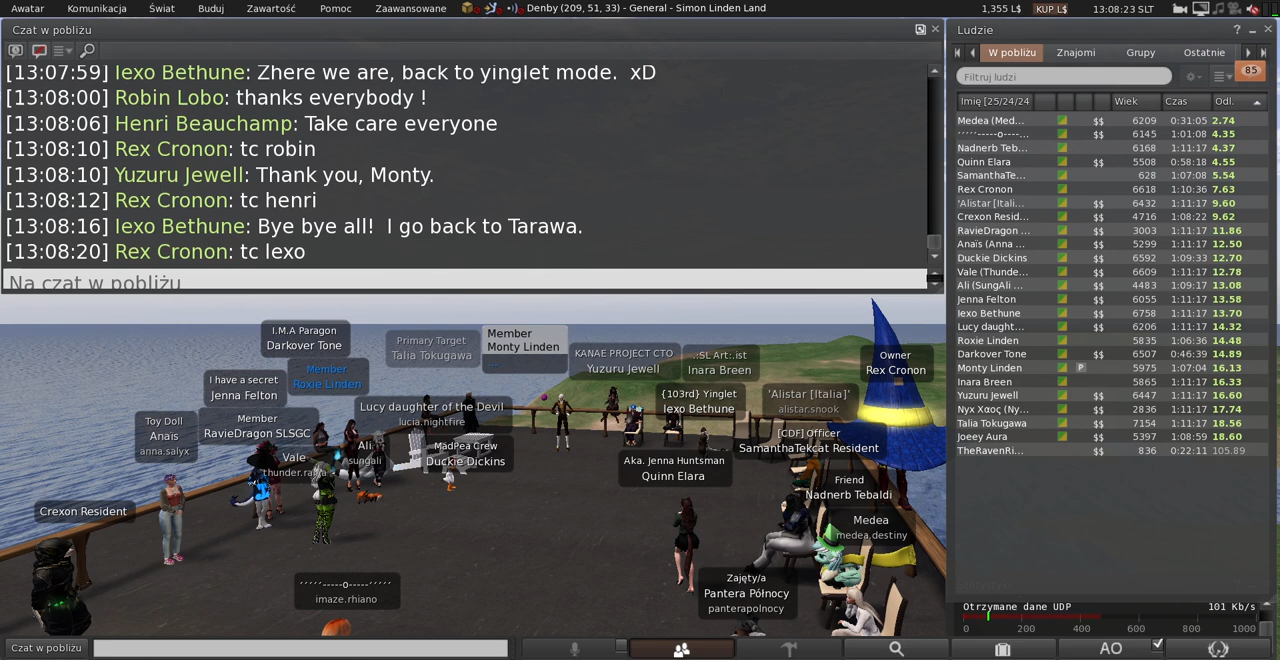 Awatar Komunikacja Świat Buduj Zawartość Pomoc Zaawansowane Denby (209, 51, 33) - General - Simon Linden Land 1,355 L$ KUP L$ 13:08:23 SLT
Czat w pobliżu
[13:07:59] Iexo Bethune: Zhere we are, back to yinglet mode. xD
[13:08:00] Robin Lobo: thanks everybody !
[13:08:06] Henri Beauchamp: Take care everyone
[13:08:10] Rex Cronon: tc robin
[13:08:10] Yuzuru Jewell: Thank you, Monty.
[13:08:12] Rex Cronon: tc henri
[13:08:16] Iexo Bethune: Bye bye all! I go back to Tarawa.
[13:08:20] Rex Cronon: tc Iexo
Na czat w pobliżu
I.M.A Paragon
Darkover Tone
Primary Target
Talia Tokugawa
Member
Monty Linden
KANAE PROJECT CTO
Yuzuru Jewell
.:SL Art:.ist
Inara Breen
Owner
Rex Cronon
Member
Roxie Linden
I have a secret
Jenna Felton
{103rd} Yinglet
Iexo Bethune
'Alistar [Italia]'
alistar.snook
Toy Doll
Anais
anna.salyx
Member
RavieDragon SLSGC
Lucy daughter of the Devil
lucia.nightfire
Vale
Ali
sungali
MadPea Crew
Duckie Dickins
[CDF] Officer
SamanthaTekcat Resident
Aka. Jenna Huntsman
Quinn Elara
Friend
Nadnerb Tebaldi
Crexon Resident
Medea
medea.destiny
´´´´´-----o-----´´´´´
imaze.rhiano
Zajęty/a
Pantera Północy
panterapolnocy
Czat w pobliżu
Ludzie
W pobliżu Znajomi Grupy Ostatnie
Filtruj ludzi
85
Imię [25/24/24 Wiek Czas Odl.
Medea (Med... $$ 6209 0:31:05 2.74
´´´´´-----o----... $$ 6145 1:01:08 4.35
Nadnerb Teb... 6168 1:11:17 4.37
Quinn Elara $$ 5508 0:58:18 4.55
SamanthaTe... 628 1:07:08 5.54
Rex Cronon 6618 1:10:36 7.63
'Alistar [Itali... $$ 6432 1:11:17 9.60
Crexon Resid... $$ 4716 1:08:22 9.62
RavieDragon ... $$ 3003 1:11:17 11.86
Anaïs (Anna ... $$ 5299 1:11:17 12.50
Duckie Dickins $$ 6592 1:09:33 12.70
Vale (Thunde... $$ 6609 1:11:17 12.78
Ali (SungAli ... $$ 4483 1:09:17 13.08
Jenna Felton $$ 6055 1:11:17 13.58
Iexo Bethune $$ 6758 1:11:17 13.70
Lucy daught... $$ 6206 1:11:17 14.32
Roxie Linden 5835 1:06:36 14.48
Darkover Tone $$ 6507 0:46:39 14.89
Monty Linden P 5975 1:07:04 16.13
Inara Breen 5865 1:11:17 16.33
Yuzuru Jewell $$ 6447 1:11:17 16.60
Nyx Χαος (Ny... $$ 2836 1:11:17 17.74
Talia Tokugawa $$ 7154 1:11:17 18.56
Joeey Aura $$ 5397 1:08:59 18.60
TheRavenRi... $$ 836 0:22:11 105.89
Otrzymane dane UDP 101 Kb/s
0 200 400 600 800 1000
AO